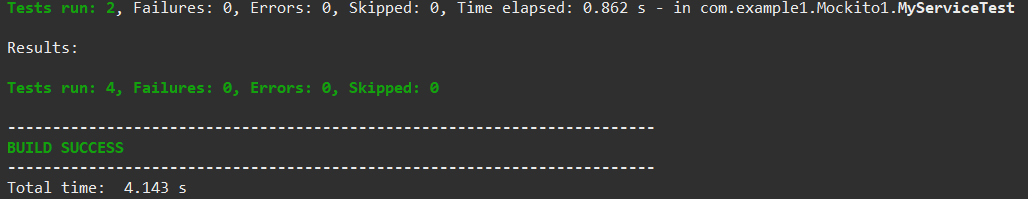 Tests run: 2, Failures: 0, Errors: 0, Skipped: 0, Time elapsed: 0.862 s - in com.example1.Mockito1.MyServiceTest
Results:
Tests run: 4, Failures: 0, Errors: 0, Skipped: 0
------------------------------------------------------------------------
BUILD SUCCESS
------------------------------------------------------------------------
Total time:  4.143 s